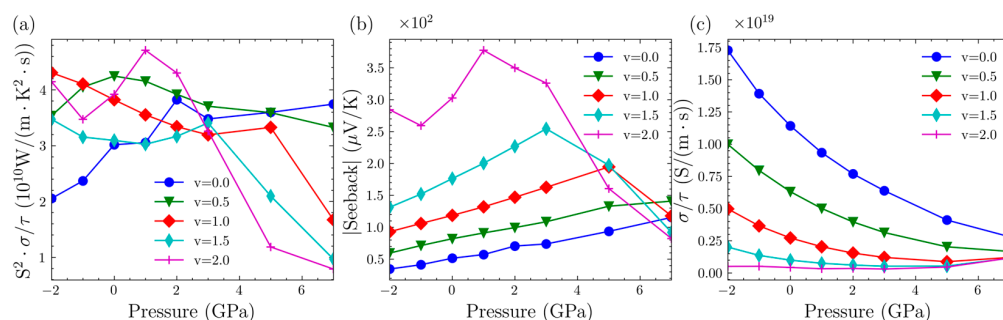 (a)
S² · σ/τ (10¹⁰W/(m · K² · s))
4
3
2
1
v=0.0
v=0.5
v=1.0
v=1.5
v=2.0
−2
0
2
4
6
Pressure (GPa)
(b)
×10²
|Seeback| (μV/K)
3.5
3.0
2.5
2.0
1.5
1.0
0.5
v=0.0
v=0.5
v=1.0
v=1.5
v=2.0
−2
0
2
4
6
Pressure (GPa)
(c)
×10¹⁹
σ/τ (S/(m · s))
1.75
1.50
1.25
1.00
0.75
0.50
0.25
0.00
v=0.0
v=0.5
v=1.0
v=1.5
v=2.0
−2
0
2
4
6
Pressure (GPa)